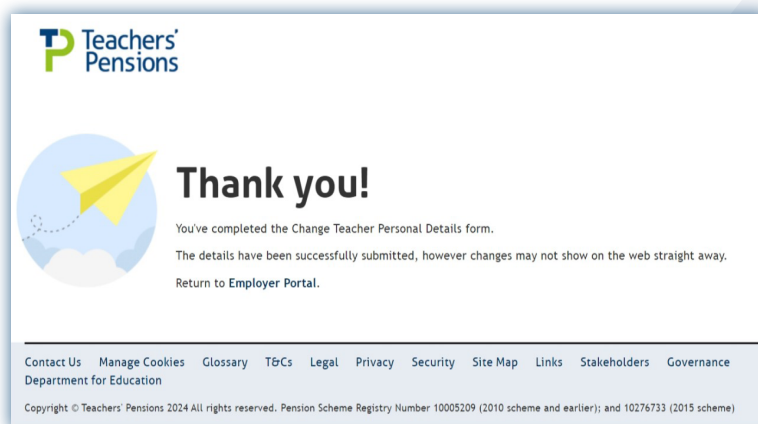 Teachers'
Pensions
Thank you!
You've completed the Change Teacher Personal Details form.
The details have been successfully submitted, however changes may not show on the web straight away.
Return to Employer Portal.
Contact Us Manage Cookies Glossary T&Cs Legal Privacy Security Site Map Links Stakeholders Governance
Department for Education
Copyright © Teachers' Pensions 2024 All rights reserved. Pension Scheme Registry Number 10005209 (2010 scheme and earlier); and 10276733 (2015 scheme)